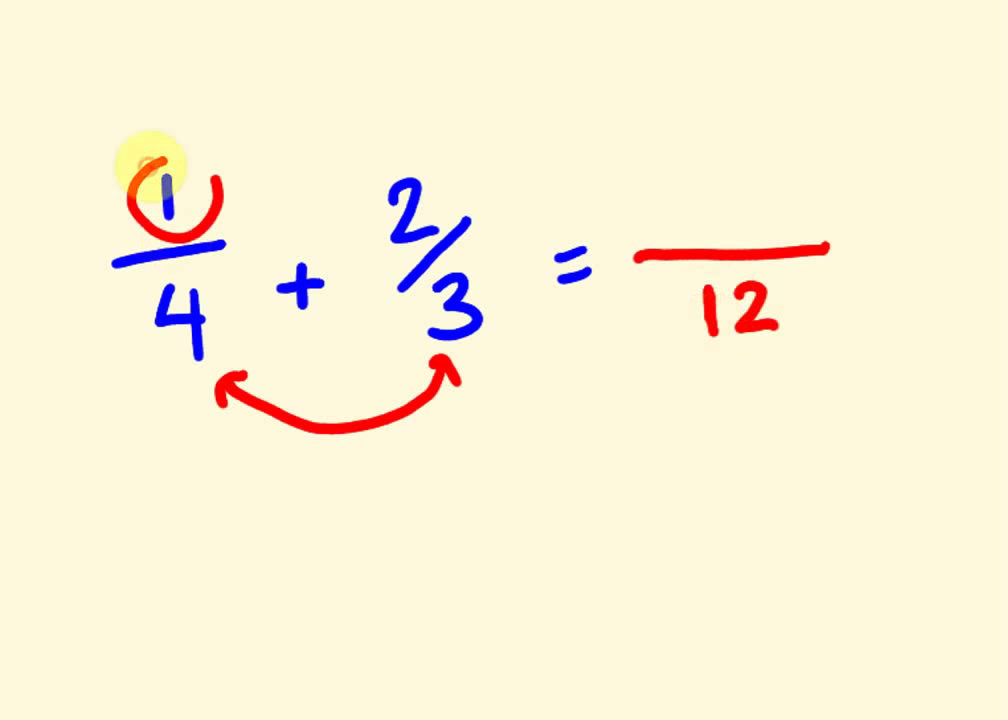 1/4 + 2/3 = /12